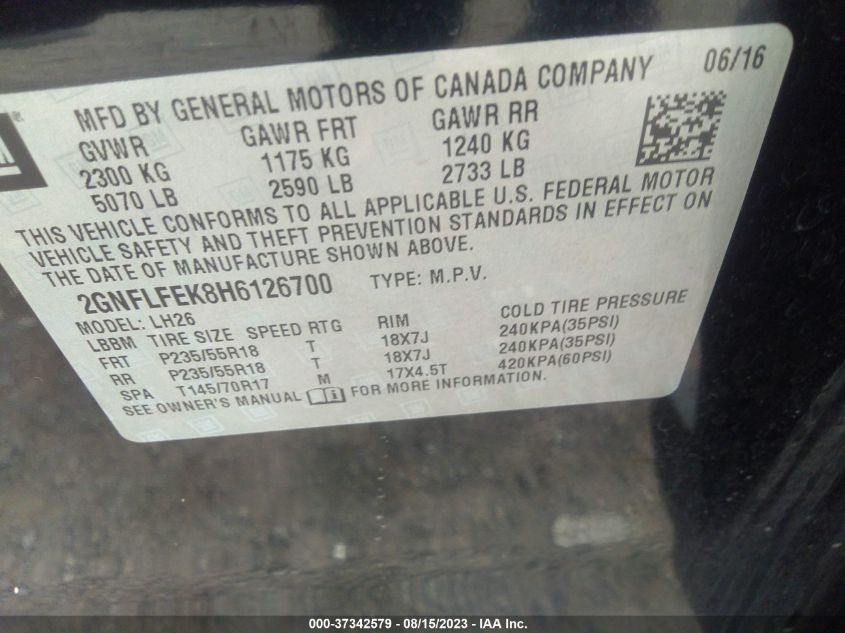 06/16
MFD BY GENERAL MOTORS OF CANADA COMPANY
GVWR GAWR FRT GAWR RR
2300 KG 1175 KG 1240 KG
5070 LB 2590 LB 2733 LB
THIS VEHICLE CONFORMS TO ALL APPLICABLE U.S. FEDERAL MOTOR
VEHICLE SAFETY AND THEFT PREVENTION STANDARDS IN EFFECT ON
THE DATE OF MANUFACTURE SHOWN ABOVE.
2GNFLFEK8H6126700 TYPE: M.P.V.
MODEL: LH26
LBBM TIRE SIZE SPEED RTG RIM COLD TIRE PRESSURE
FRT P235/55R18 T 18X7J 240KPA(35PSI)
RR P235/55R18 T 18X7J 240KPA(35PSI)
SPA T145/70R17 M 17X4.5T 420KPA(60PSI)
SEE OWNER'S MANUAL FOR MORE INFORMATION.
000-37342579 - 08/15/2023 - IAA Inc.